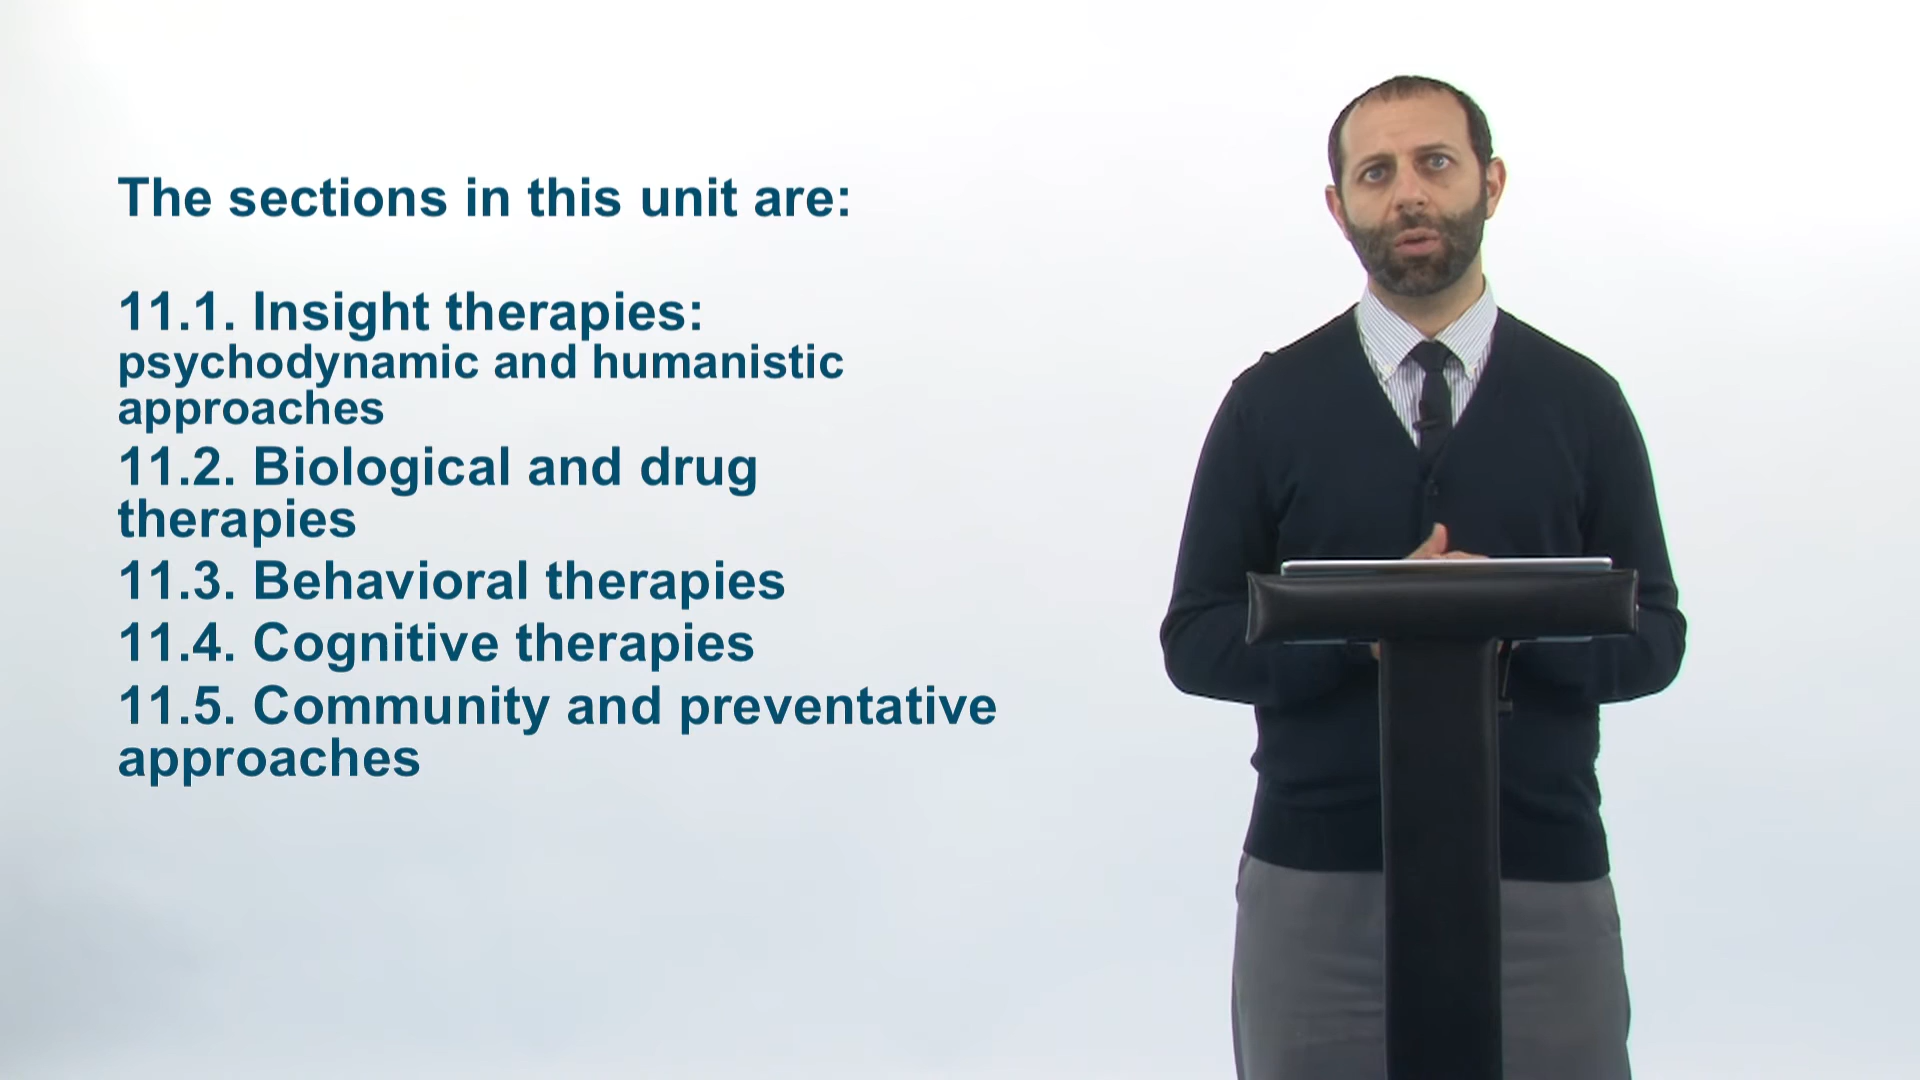 The sections in this unit are:
11.1. Insight therapies:
psychodynamic and humanistic
approaches
11.2. Biological and drug
therapies
11.3. Behavioral therapies
11.4. Cognitive therapies
11.5. Community and preventative
approaches